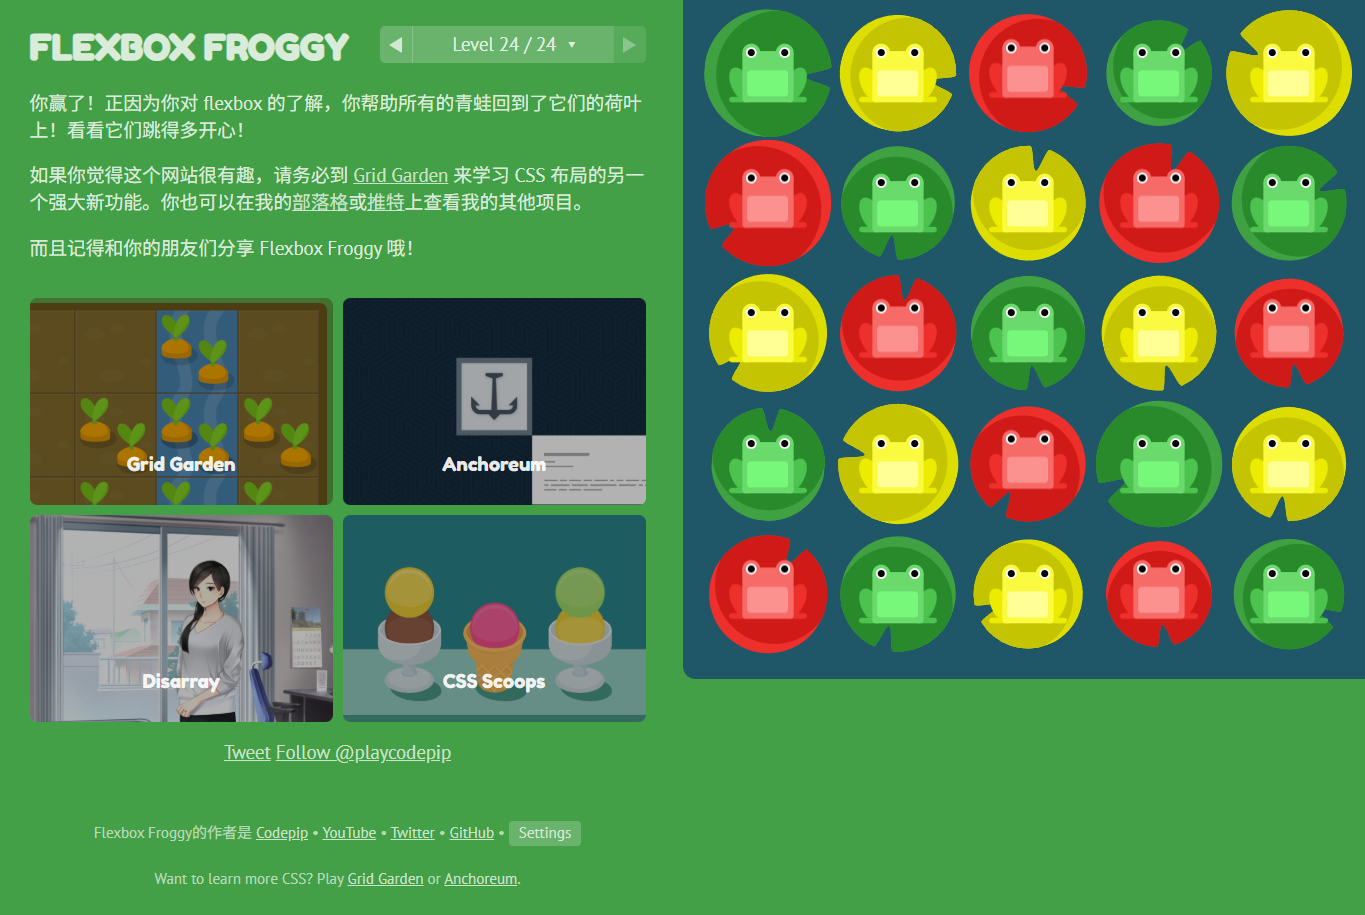 FLEXBOX FROGGY
Level 24 / 24
你赢了！正因为你对 flexbox 的了解，你帮助所有的青蛙回到了它们的荷叶
上！看看它们跳得多开心！
如果你觉得这个网站很有趣，请务必到 Grid Garden 来学习 CSS 布局的另一
个强大新功能。你也可以在我的部落格或推特上查看我的其他项目。
而且记得和你的朋友们分享 Flexbox Froggy 哦！
Grid Garden
Anchoreum
Disarray
CSS Scoops
Tweet Follow @playcodepip
Flexbox Froggy的作者是 Codepip • YouTube • Twitter • GitHub • Settings
Want to learn more CSS? Play Grid Garden or Anchoreum.